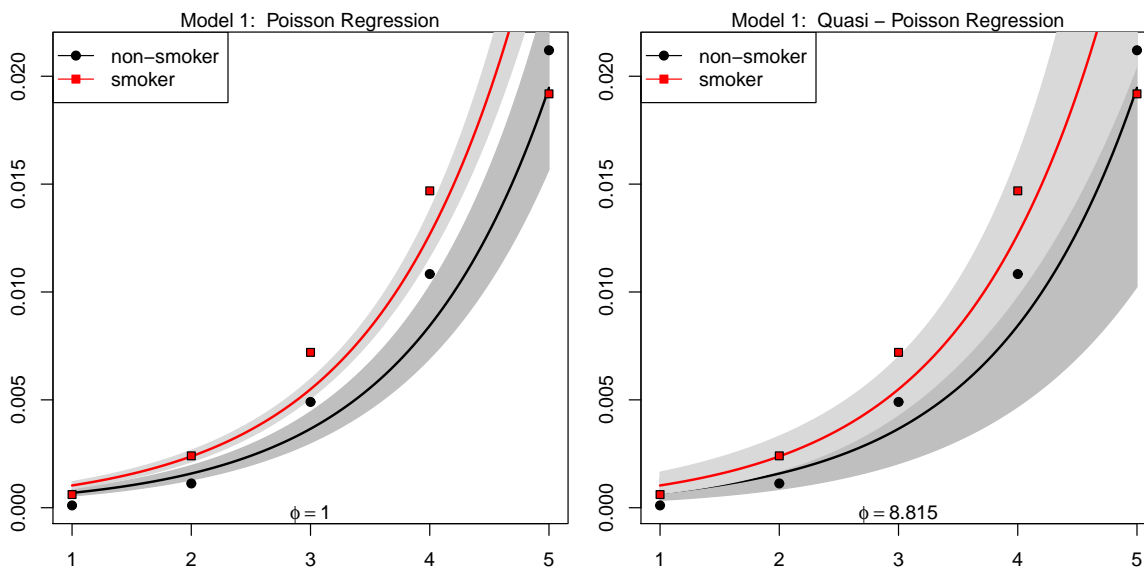 Model 1: Poisson Regression
non−smoker
smoker
0.020
0.015
0.010
0.005
0.000
ϕ = 1
1 2 3 4 5
Model 1: Quasi − Poisson Regression
non−smoker
smoker
0.020
0.015
0.010
0.005
0.000
ϕ = 8.815
1 2 3 4 5